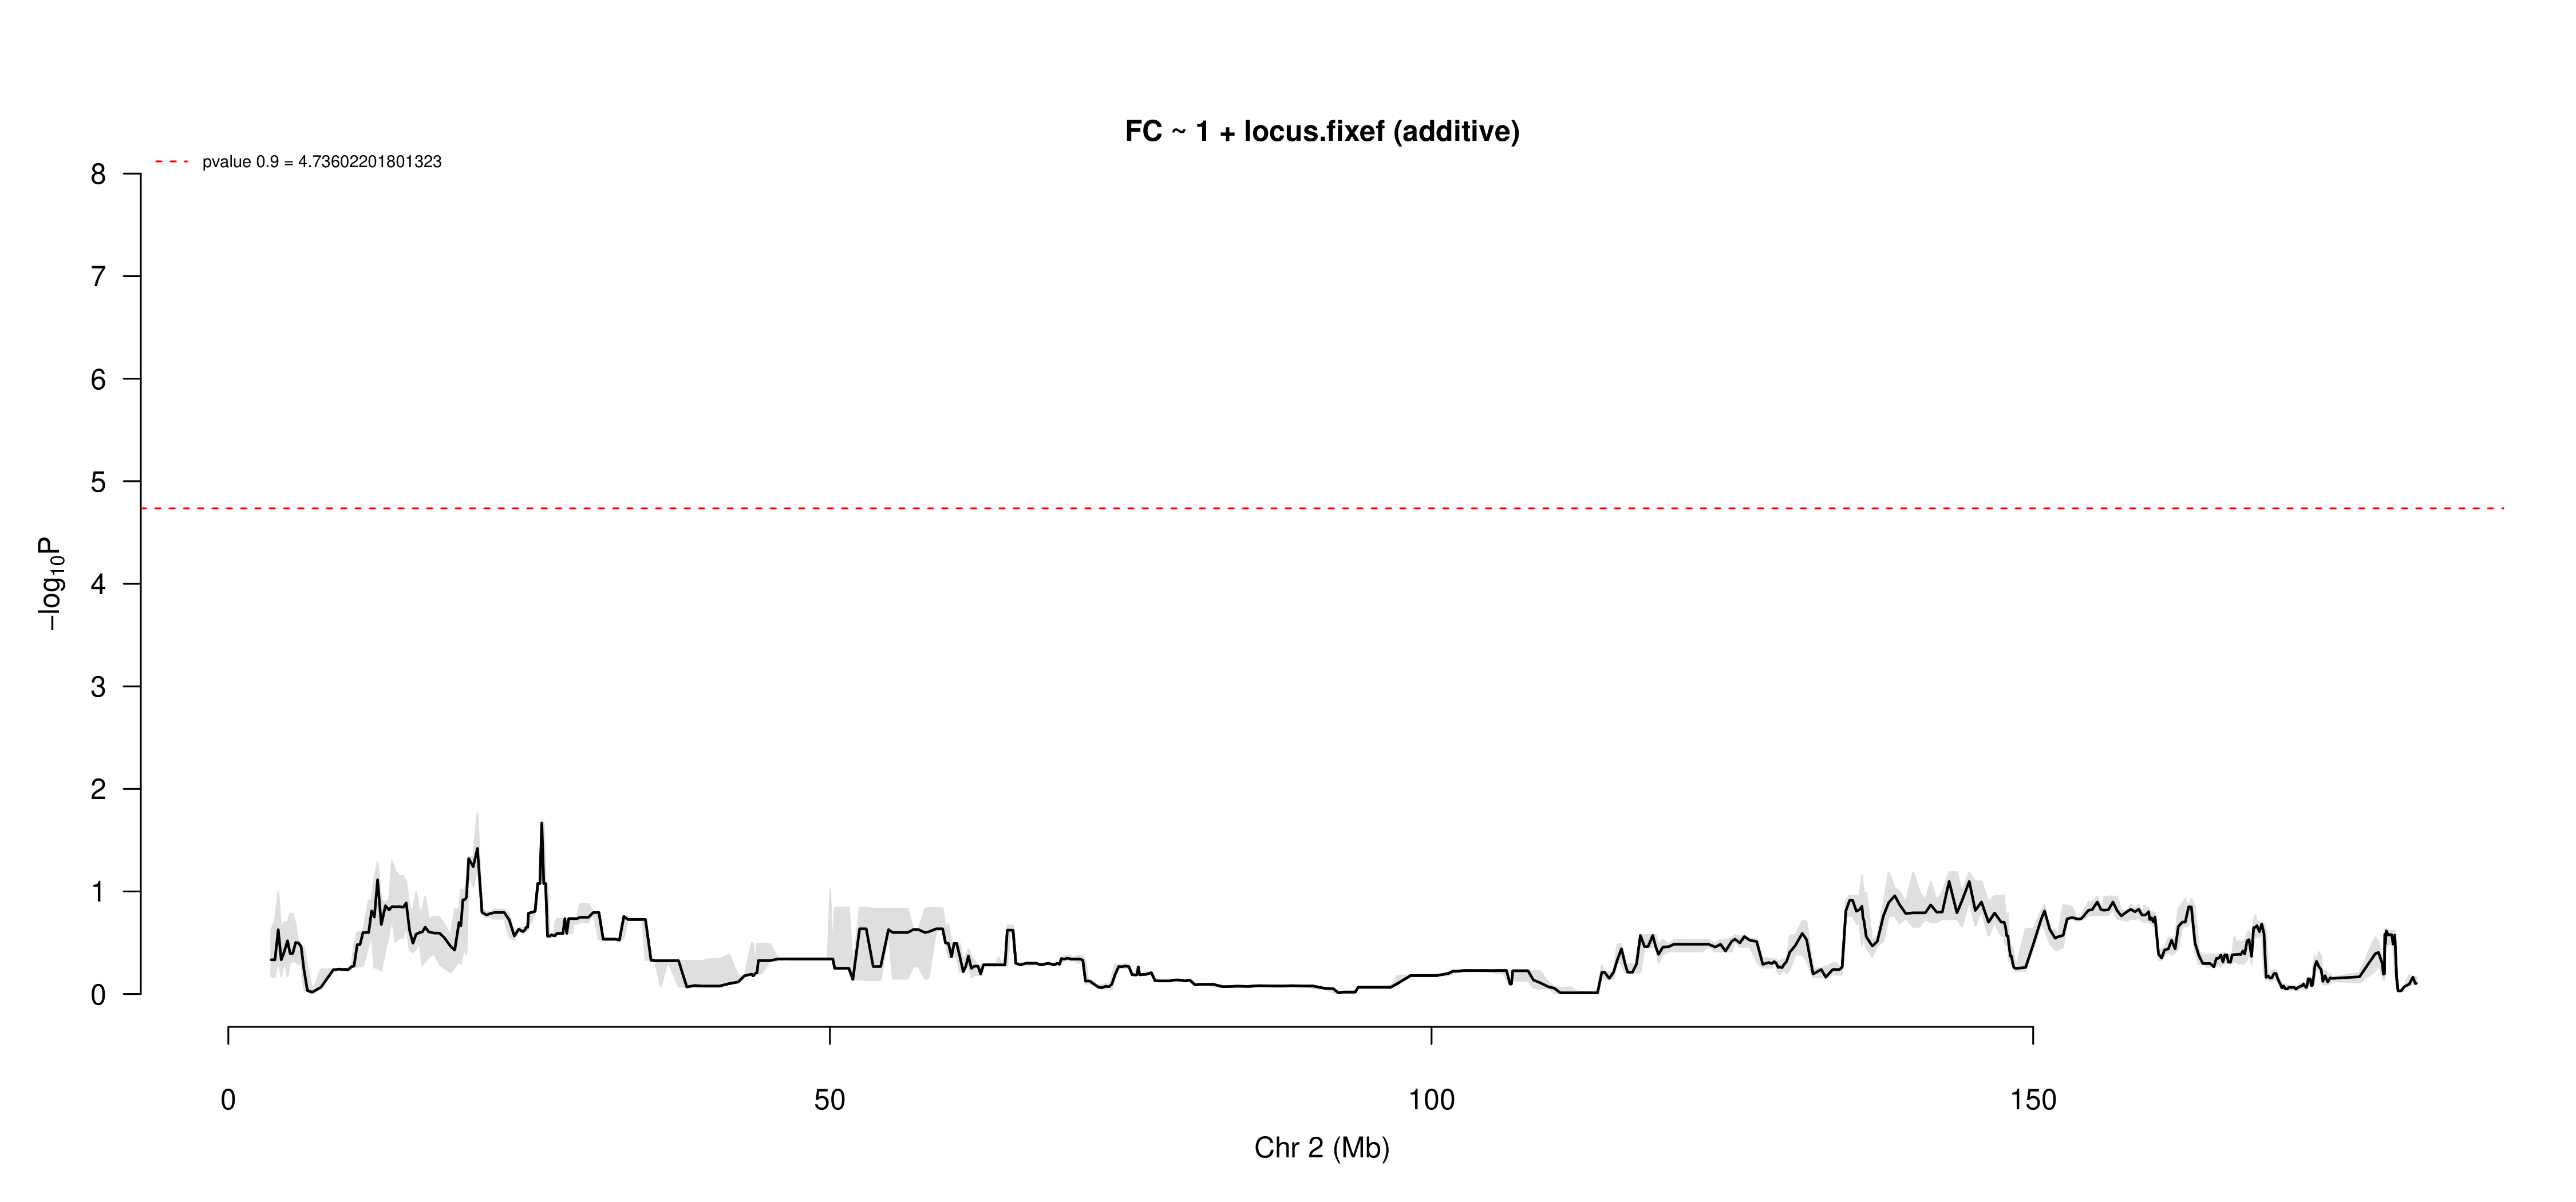 FC ~ 1 + locus.fixef (additive)
pvalue 0.9 = 4.73602201801323
8
7
6
5
4
3
2
1
0
−log10P
0 50 100 150
Chr 2 (Mb)